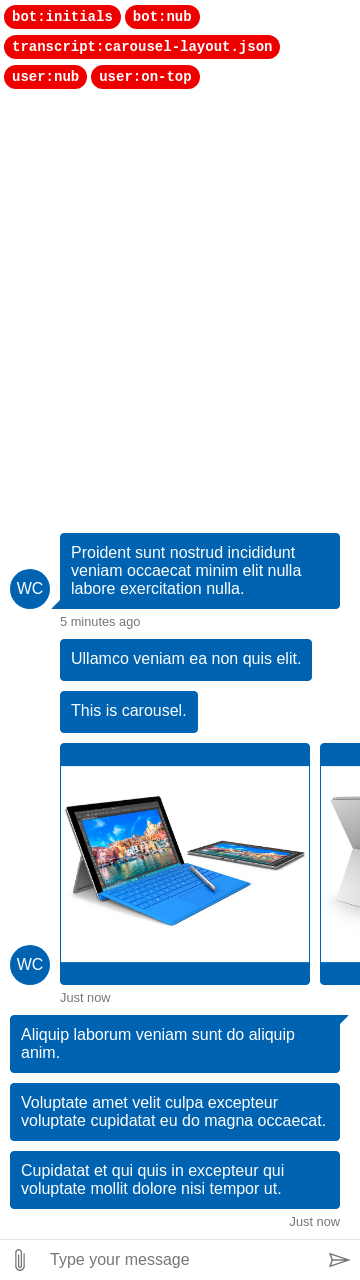 bot:initials bot:nub
transcript:carousel-layout.json
user:nub user:on-top
Proident sunt nostrud incididunt
veniam occaecat minim elit nulla
labore exercitation nulla.
WC
5 minutes ago
Ullamco veniam ea non quis elit.
This is carousel.
WC
Just now
Aliquip laborum veniam sunt do aliquip
anim.
Voluptate amet velit culpa excepteur
voluptate cupidatat eu do magna occaecat.
Cupidatat et qui quis in excepteur qui
voluptate mollit dolore nisi tempor ut.
Just now
Type your message